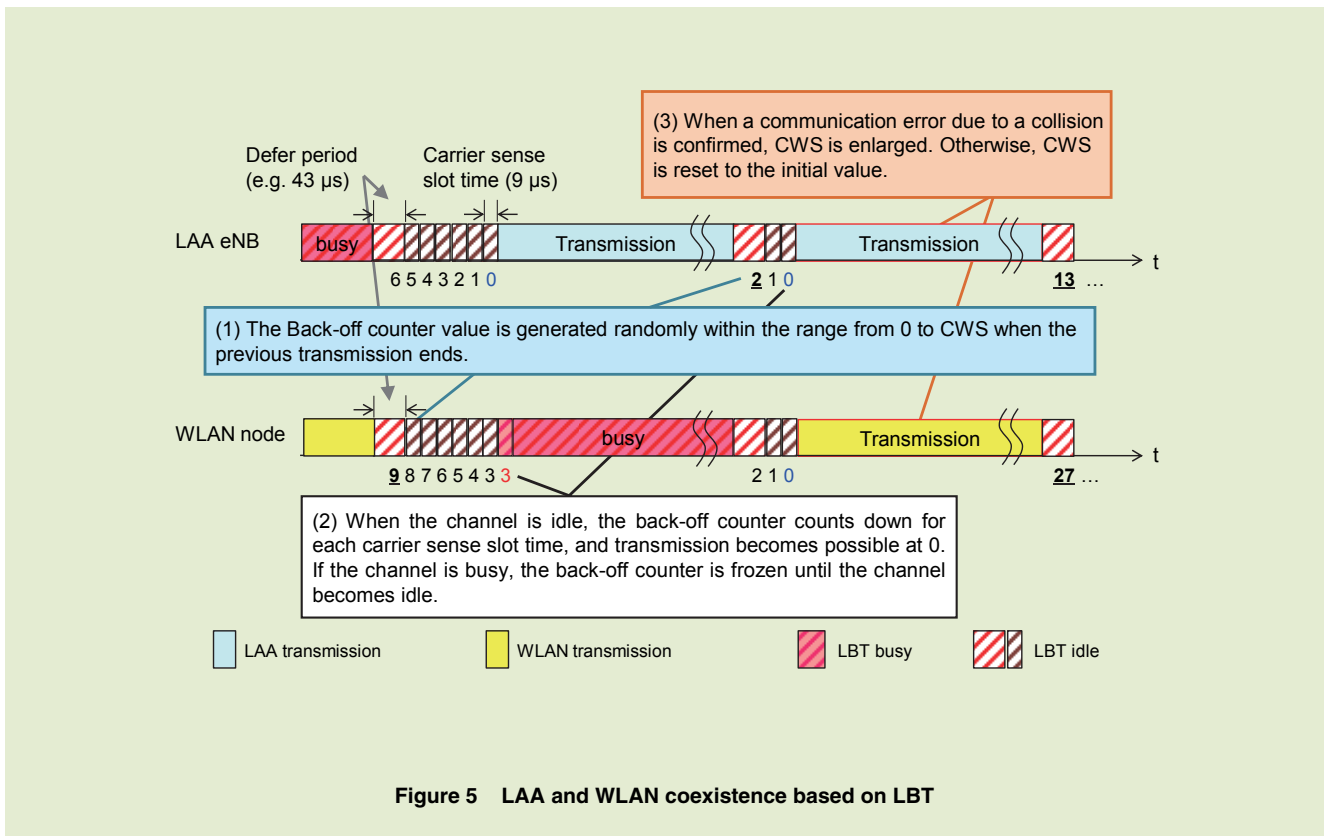 (3) When a communication error due to a collision
is confirmed, CWS is enlarged. Otherwise, CWS
is reset to the initial value.
Defer period
(e.g. 43 μs)
Carrier sense
slot time (9 μs)
LAA eNB
busy
Transmission
Transmission
t
6 5 4 3 2 1 0
2 1 0
13 ...
(1) The Back-off counter value is generated randomly within the range from 0 to CWS when the
previous transmission ends.
WLAN node
busy
Transmission
t
9 8 7 6 5 4 3 3
2 1 0
27 ...
(2) When the channel is idle, the back-off counter counts down for
each carrier sense slot time, and transmission becomes possible at 0.
If the channel is busy, the back-off counter is frozen until the channel
becomes idle.
LAA transmission
WLAN transmission
LBT busy
LBT idle
Figure 5 LAA and WLAN coexistence based on LBT